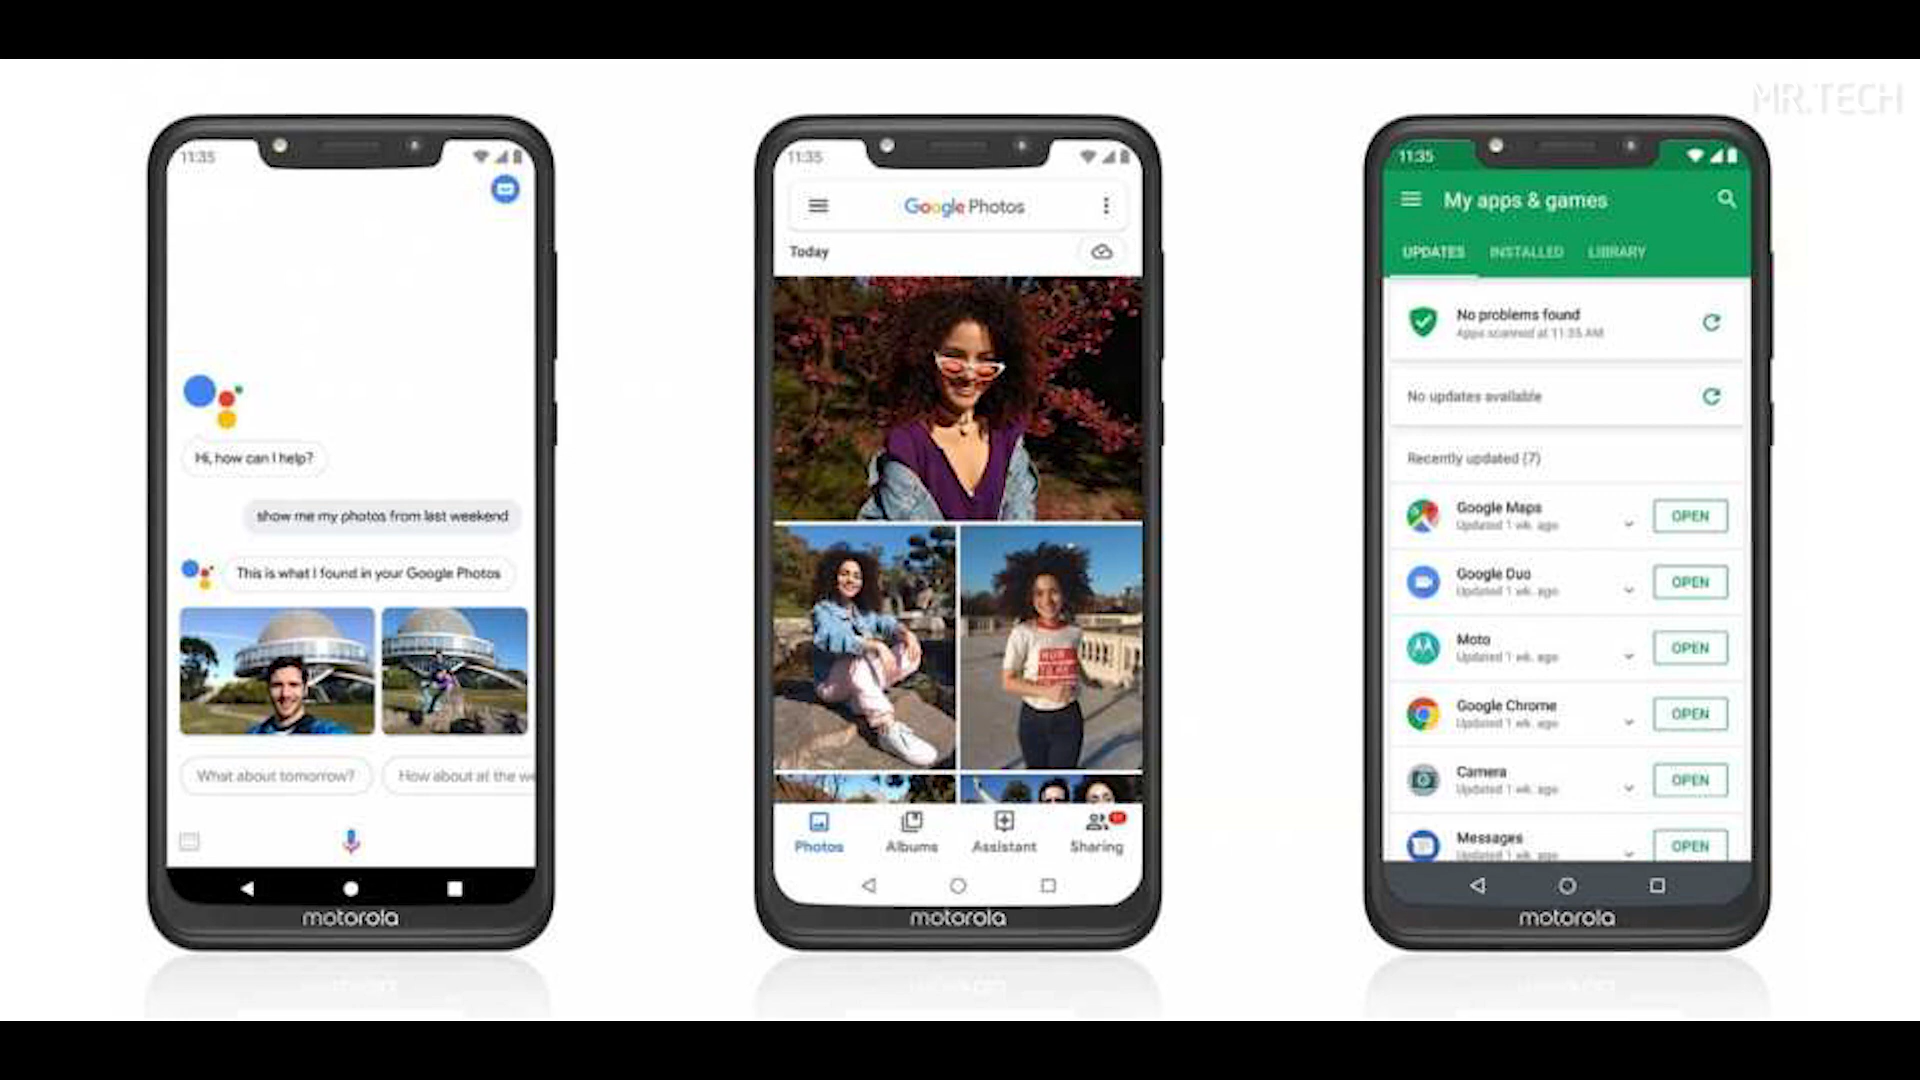 MR.TECH
11:35
Hi, how can I help?
show me my photos from last weekend
This is what I found in your Google Photos
What about tomorrow?
How about at the we
motorola
11:35
Google Photos
Today
Photos
Albums
Assistant
Sharing
motorola
11:35
My apps & games
UPDATES
INSTALLED
LIBRARY
No problems found
Apps scanned at 11:35 AM
No updates available
Recently updated (7)
Google Maps
Updated 1 wk. ago
OPEN
Google Duo
Updated 1 wk. ago
OPEN
Moto
Updated 1 wk. ago
OPEN
Google Chrome
Updated 1 wk. ago
OPEN
Camera
Updated 1 wk. ago
OPEN
Messages
Updated 1 wk. ago
OPEN
motorola